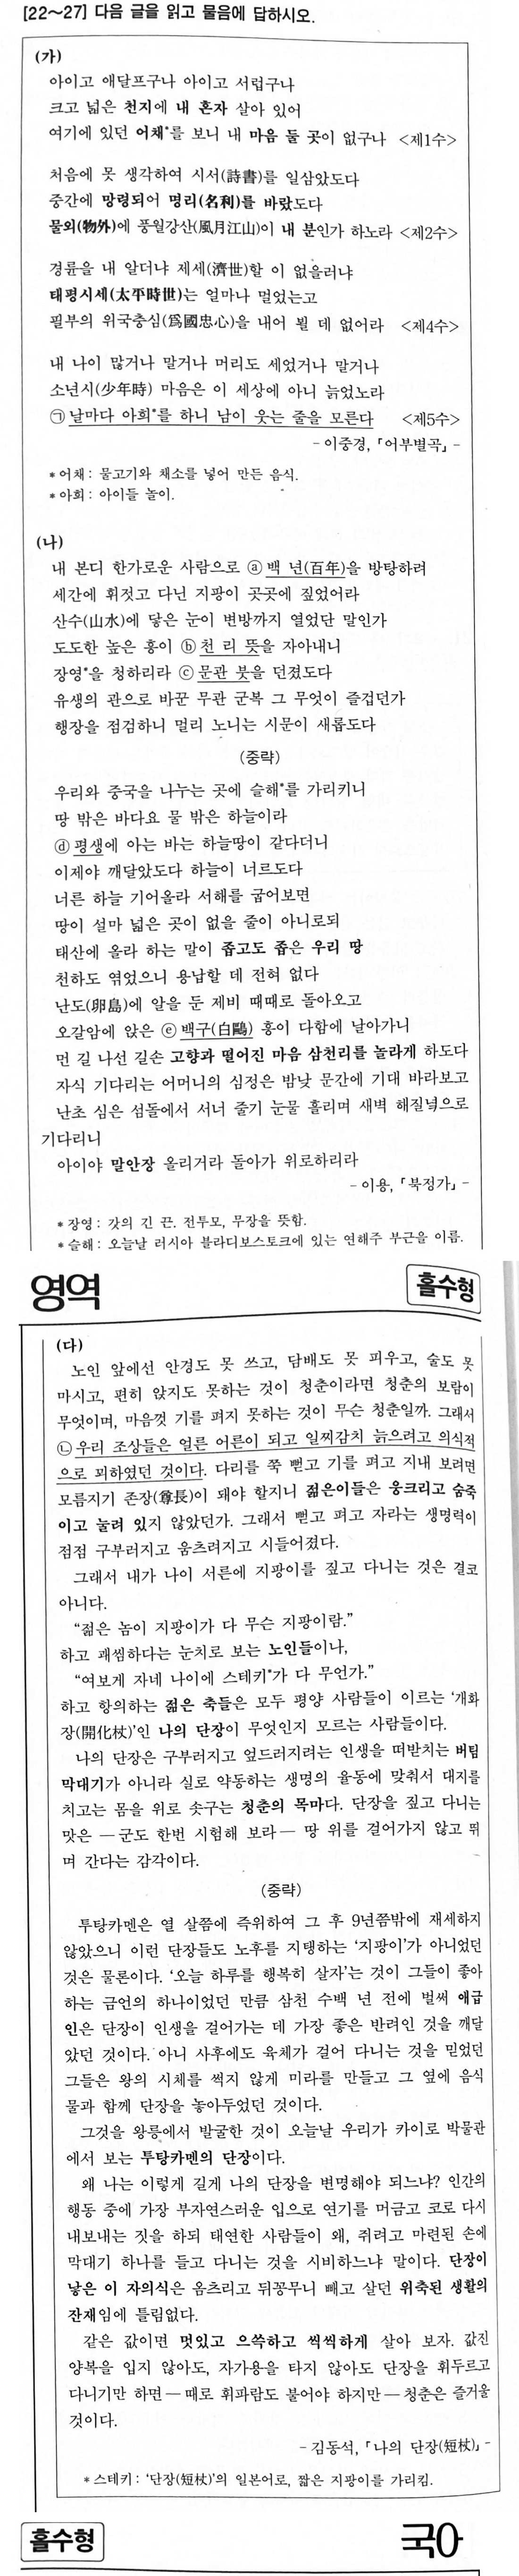 [22～27] 다음 글을 읽고 물음에 답하시오.
(가)
아이고 애달프구나 아이고 서럽구나
크고 넓은 천지에 내 혼자 살아 있어
여기에 있던 어채*를 보니 내 마음 둘 곳이 없구나 <제1수>
처음에 못 생각하여 시서(詩書)를 일삼았도다
중간에 망령되어 명리(名利)를 바랐도다
물외(物外)에 풍월강산(風月江山)이 내 분인가 하노라 <제2수>
경륜을 내 알더냐 제세(濟世)할 이 없을러냐
태평시세(太平時世)는 얼마나 멀었는고
필부의 위국충심(爲國忠心)을 내어 뵐 데 없어라 <제4수>
내 나이 많거나 말거나 머리도 세었거나 말거나
소년시(少年時) 마음은 이 세상에 아니 늙었노라
㉠ 날마다 아희*를 하니 남이 웃는 줄을 모른다 <제5수>
- 이중경, 「어부별곡」 -
* 어채 : 물고기와 채소를 넣어 만든 음식.
* 아희 : 아이들 놀이.
(나)
내 본디 한가로운 사람으로 ⓐ 백 년(百年)을 방탕하려
세간에 휘젓고 다닌 지팡이 곳곳에 짚었어라
산수(山水)에 닿은 눈이 변방까지 열었단 말인가
도도한 높은 흥이 ⓑ 천 리 뜻을 자아내니
장영*을 청하리라 ⓒ 문관 붓을 던졌도다
유생의 관으로 바꾼 무관 군복 그 무엇이 즐겁던가
행장을 점검하니 멀리 노니는 시문이 새롭도다
(중략)
우리와 중국을 나누는 곳에 슬해*를 가리키니
땅 밖은 바다요 물 밖은 하늘이라
ⓓ 평생에 아는 바는 하늘땅이 같다더니
이제야 깨달았도다 하늘이 너르도다
너른 하늘 기어올라 서해를 굽어보면
땅이 설마 넓은 곳이 없을 줄이 아니로되
태산에 올라 하는 말이 좁고도 좁은 우리 땅
천하도 엮었으니 용납할 데 전혀 없다
난도(卵島)에 알을 둔 제비 때때로 돌아오고
오갈암에 앉은 ⓔ 백구(白鷗) 흥이 다함에 날아가니
먼 길 나선 길손 고향과 떨어진 마음 삼천리를 놀라게 하도다
자식 기다리는 어머니의 심정은 밤낮 문간에 기대 바라보고
난초 심은 섬돌에서 서너 줄기 눈물 흘리며 새벽 해질녘으로
기다리니
아이야 말안장 올리거라 돌아가 위로하리라
- 이용, 「북정가」 -
* 장영 : 갓의 긴 끈. 전투모, 무장을 뜻함.
* 슬해 : 오늘날 러시아 블라디보스토크에 있는 연해주 부근을 이름.
영역
홀수형
(다)
노인 앞에선 안경도 못 쓰고, 담배도 못 피우고, 술도 못
마시고, 편히 앉지도 못하는 것이 청춘이라면 청춘의 보람이
무엇이며, 마음껏 기를 펴지 못하는 것이 무슨 청춘일까. 그래서
㉡ 우리 조상들은 얼른 어른이 되고 일찌감치 늙으려고 의식적
으로 꾀하였던 것이다. 다리를 쭉 뻗고 기를 펴고 지내 보려면
모름지기 존장(尊長)이 돼야 할지니 젊은이들은 웅크리고 숨죽
이고 눌려 있지 않았던가. 그래서 뻗고 펴고 자라는 생명력이
점점 구부러지고 움츠려지고 시들어졌다.
그래서 내가 나이 서른에 지팡이를 짚고 다니는 것은 결코
아니다.
“젊은 놈이 지팡이가 다 무슨 지팡이람.”
하고 괘씸하다는 눈치로 보는 노인들이나,
“여보게 자네 나이에 스테키*가 다 무언가.”
하고 항의하는 젊은 축들은 모두 평양 사람들이 이르는 ‘개화
장(開化杖)’인 나의 단장이 무엇인지 모르는 사람들이다.
나의 단장은 구부러지고 엎드러지려는 인생을 떠받치는 버팀
막대기가 아니라 실로 약동하는 생명의 율동에 맞춰서 대지를
치고는 몸을 위로 솟구는 청춘의 목마다. 단장을 짚고 다니는
맛은 ― 군도 한번 시험해 보라 ― 땅 위를 걸어가지 않고 뛰
며 간다는 감각이다.
(중략)
투탕카멘은 열 살쯤에 즉위하여 그 후 9년쯤밖에 재세하지
않았으니 이런 단장들도 노후를 지탱하는 ‘지팡이’가 아니었던
것은 물론이다. ‘오늘 하루를 행복히 살자’는 것이 그들이 좋아
하는 금언의 하나이었던 만큼 삼천 수백 년 전에 벌써 애급
인은 단장이 인생을 걸어가는 데 가장 좋은 반려인 것을 깨달
았던 것이다. 아니 사후에도 육체가 걸어 다니는 것을 믿었던
그들은 왕의 시체를 썩지 않게 미라를 만들고 그 옆에 음식
물과 함께 단장을 놓아두었던 것이다.
그것을 왕릉에서 발굴한 것이 오늘날 우리가 카이로 박물관
에서 보는 투탕카멘의 단장이다.
왜 나는 이렇게 길게 나의 단장을 변명해야 되느냐? 인간의
행동 중에 가장 부자연스러운 입으로 연기를 머금고 코로 다시
내보내는 짓을 하되 태연한 사람들이 왜, 쥐려고 마련된 손에
막대기 하나를 들고 다니는 것을 시비하느냐 말이다. 단장이
낳은 이 자의식은 움츠리고 뒤꽁무니 빼고 살던 위축된 생활의
잔재임에 틀림없다.
같은 값이면 멋있고 으쓱하고 씩씩하게 살아 보자. 값진
양복을 입지 않아도, 자가용을 타지 않아도 단장을 휘두르고
다니기만 하면 ― 때로 휘파람도 불어야 하지만 ― 청춘은 즐거울
것이다.
- 김동석, 「나의 단장(短杖)」 -
* 스테키 : ‘단장(短杖)’의 일본어로, 짧은 지팡이를 가리킴.
홀수형